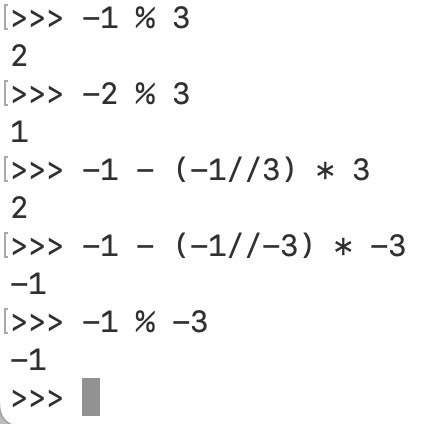 >>> -1 % 3
2
>>> -2 % 3
1
>>> -1 - (-1//3) * 3
2
>>> -1 - (-1//-3) * -3
-1
>>> -1 % -3
-1
>>>